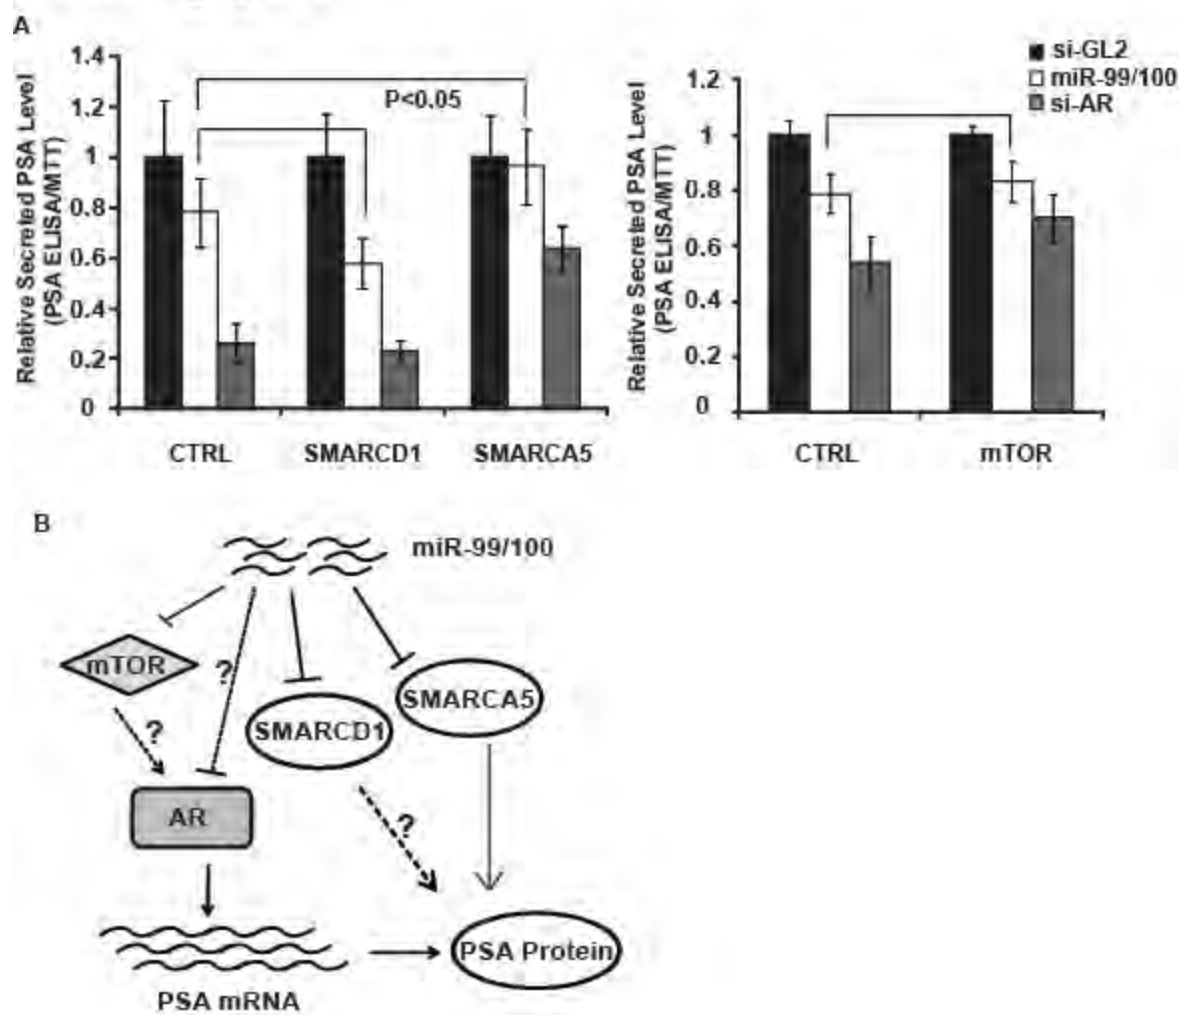 A
Relative Secreted PSA Level
(PSA ELISA/MTT)
1.4
1.2
1
0.8
0.6
0.4
0.2
0
P<0.05
CTRL
SMARCD1
SMARCA5
Relative Secreted PSA Level
(PSA ELISA/MTT)
1.2
1
0.8
0.6
0.4
0.2
0
CTRL
mTOR
si-GL2
miR-99/100
si-AR
B
miR-99/100
mTOR
?
SMARCA5
SMARCD1
?
AR
?
PSA Protein
PSA mRNA